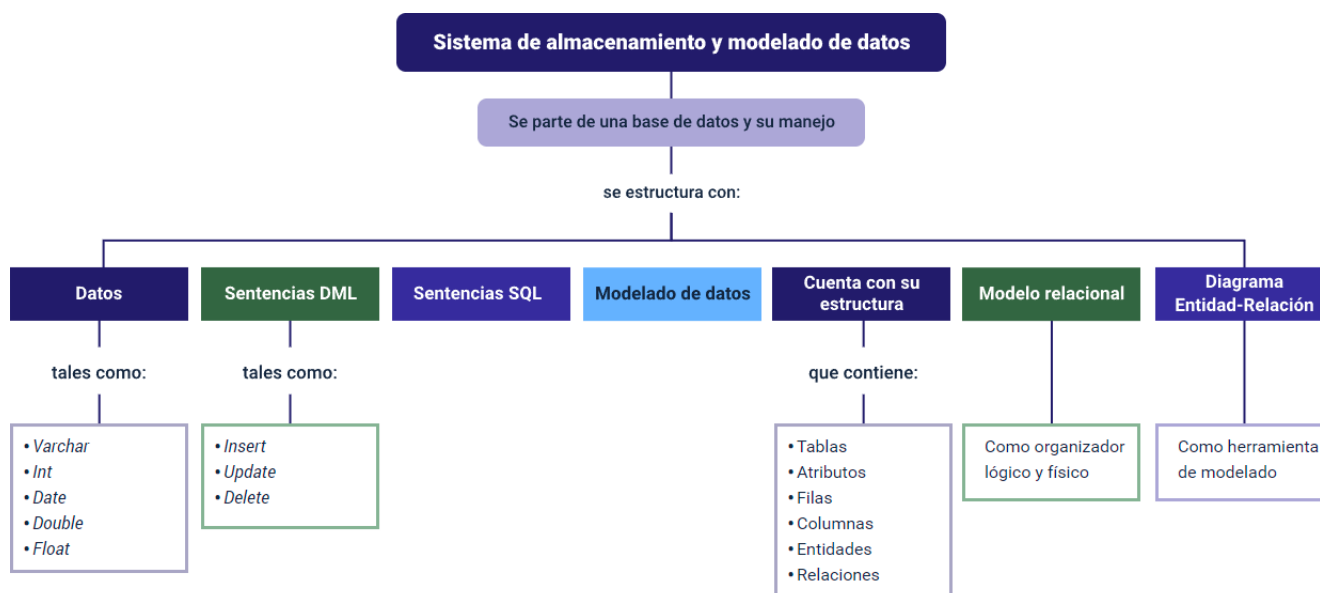 Sistema de almacenamiento y modelado de datos
Se parte de una base de datos y su manejo
se estructura con:
Datos
Sentencias DML
Sentencias SQL
Modelado de datos
Cuenta con su
estructura
Modelo relacional
Diagrama
Entidad-Relación
tales como:
tales como:
que contiene:
• Varchar
• Int
• Date
• Double
• Float
• Insert
• Update
• Delete
• Tablas
• Atributos
• Filas
• Columnas
• Entidades
• Relaciones
Como organizador
lógico y físico
Como herramienta
de modelado